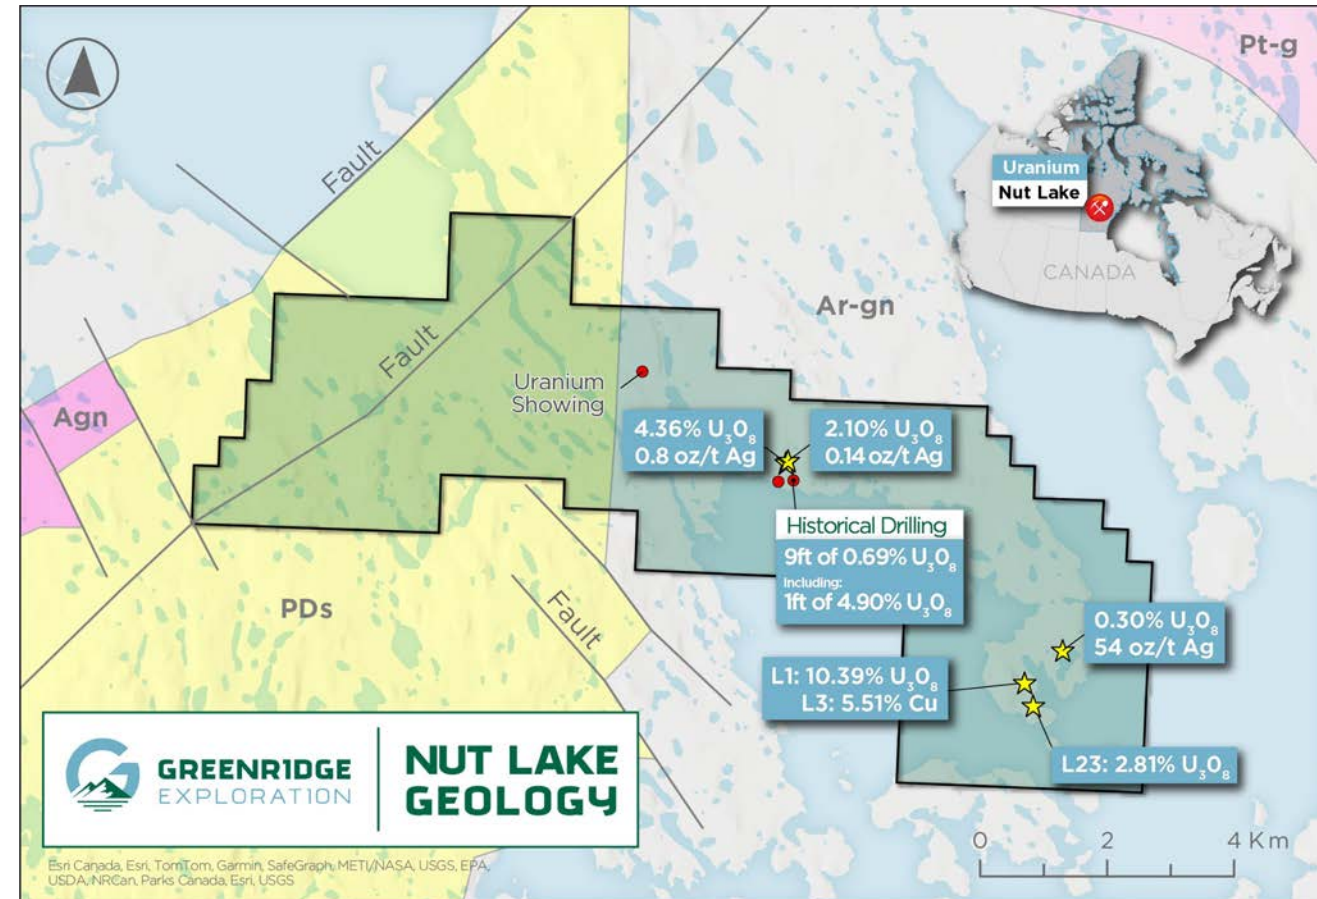 Pt-g
Uranium
Nut Lake
CANADA
Fault
Ar-gn
Fault
Uranium
Showing
Agn
4.36% U₃O₈
0.8 oz/t Ag
2.10% U₃O₈
0.14 oz/t Ag
Historical Drilling
9ft of 0.69% U₃O₈
Including:
1ft of 4.90% U₃O₈
PDs
Fault
0.30% U₃O₈
54 oz/t Ag
L1: 10.39% U₃O₈
L3: 5.51% Cu
L23: 2.81% U₃O₈
GREENR1DGE
EXPLORATION
NUT LAKE
GEOLOGY
0 2 4 Km
Esri Canada, Esri, TomTom, Garmin, SafeGraph, METI/NASA, USGS, EPA,
USDA, NRCan, Parks Canada, Esri, USGS